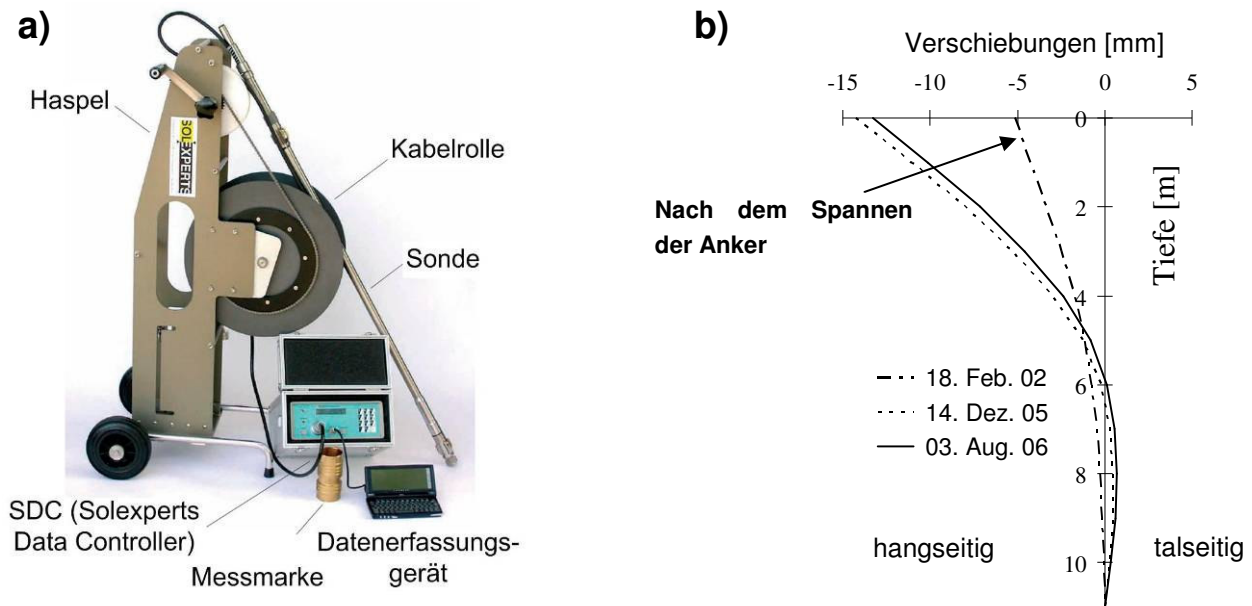 a)
Haspel
SOLEXPERTS
Kabelrolle
Sonde
SDC (Solexperts
Data Controller)
Messmarke
Datenerfassungs-
gerät
b)
Verschiebungen [mm]
-15 -10 -5 0 5
0
2
4
6
8
10
Tiefe [m]
Nach dem Spannen
der Anker
18. Feb. 02
14. Dez. 05
03. Aug. 06
hangseitig talseitig